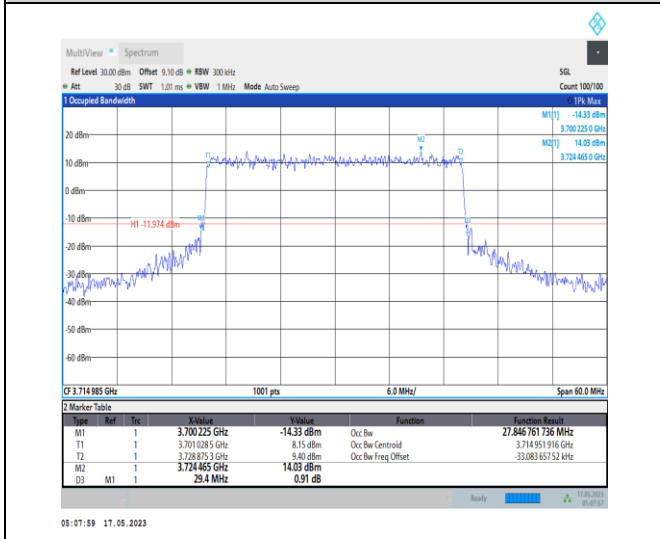 MultiView Spectrum
Ref Level 30.00 dBm Offset 9.10 dB RBW 300 kHz SGL
Att 30 dB SWT 1.01 ms VBW 1 MHz Mode Auto Sweep Count 100/100
1 Occupied Bandwidth 1Pk Max
M1[1] -14.33 dBm
3.700 225 0 GHz
M2[1] 14.03 dBm
3.724 465 0 GHz
20 dBm
M2
T1 T2
10 dBm
0 dBm
-10 dBm
H1 -11.974 dBm
-20 dBm
-30 dBm
-40 dBm
-50 dBm
-60 dBm
CF 3.714 985 GHz 1001 pts 6.0 MHz/ Span 60.0 MHz
2 Marker Table
Type Ref Trc X-Value Y-Value Function Function Result
M1 1 3.700 225 GHz -14.33 dBm Occ Bw 27.846 761 736 MHz
T1 1 3.701 028 5 GHz 8.15 dBm Occ Bw Centroid 3.714 951 916 GHz
T2 1 3.728 875 3 GHz 9.40 dBm Occ Bw Freq Offset -33.083 657 52 kHz
M2 1 3.724 465 GHz 14.03 dBm
D3 M1 1 29.4 MHz 0.91 dB
Ready 17.05.2023
05:07:57
05:07:59 17.05.2023